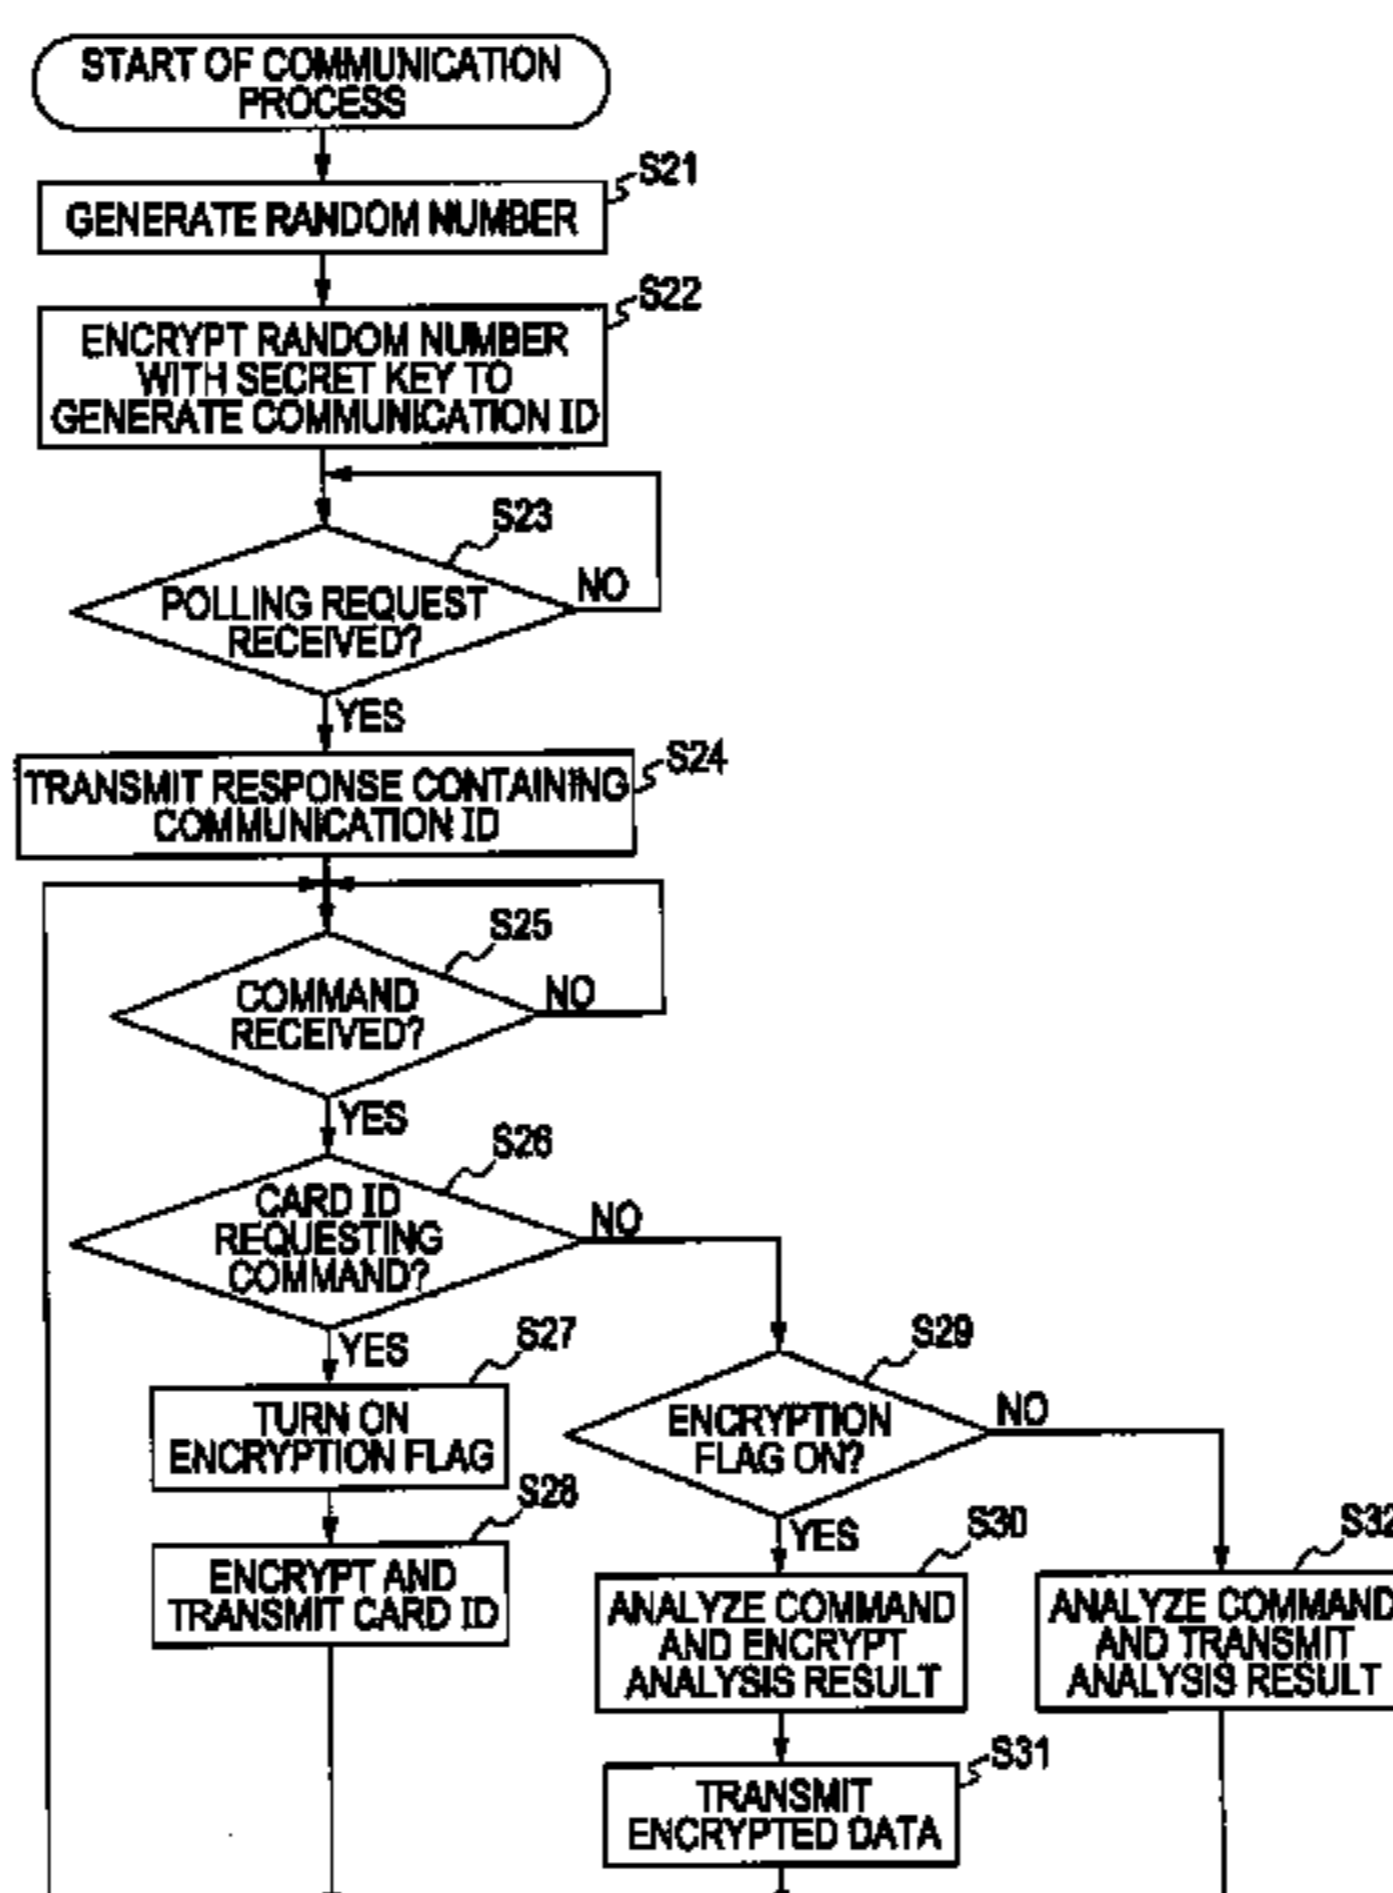 START OF COMMUNICATION
PROCESS
S21
GENERATE RANDOM NUMBER
S22
ENCRYPT RANDOM NUMBER
WITH SECRET KEY TO
GENERATE COMMUNICATION ID
S23
POLLING REQUEST
RECEIVED?
NO
YES
S24
TRANSMIT RESPONSE CONTAINING
COMMUNICATION ID
S25
COMMAND
RECEIVED?
NO
YES
S26
CARD ID
REQUESTING
COMMAND?
NO
YES
S27
TURN ON
ENCRYPTION FLAG
S28
ENCRYPT AND
TRANSMIT CARD ID
S29
ENCRYPTION
FLAG ON?
NO
YES
S30
ANALYZE COMMAND
AND ENCRYPT
ANALYSIS RESULT
S31
TRANSMIT
ENCRYPTED DATA
S32
ANALYZE COMMAND
AND TRANSMIT
ANALYSIS RESULT